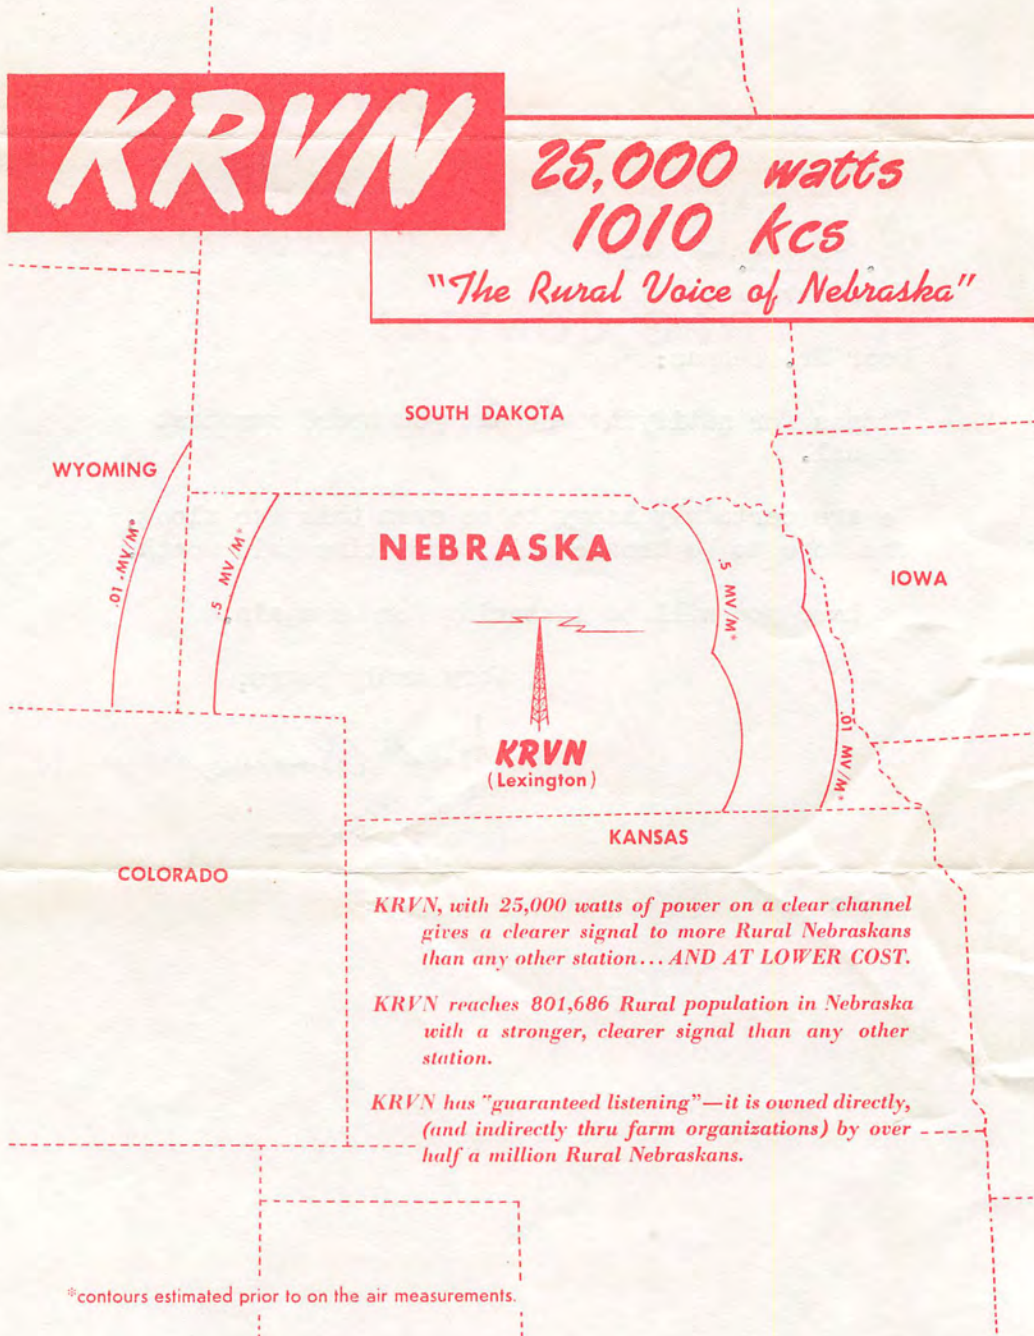 KRVN
25,000 watts
1010 kcs
"The Rural Voice of Nebraska"
SOUTH DAKOTA
WYOMING
.01 MV/M*
.5 MV/M*
NEBRASKA
.5 MV/M*
IOWA
KRVN
(Lexington)
.01 MV/M*
KANSAS
COLORADO
KRVN, with 25,000 watts of power on a clear channel
gives a clearer signal to more Rural Nebraskans
than any other station...AND AT LOWER COST.
KRVN reaches 801,686 Rural population in Nebraska
with a stronger, clearer signal than any other
station.
KRVN has "guaranteed listening"—it is owned directly,
(and indirectly thru farm organizations) by over
half a million Rural Nebraskans.
*contours estimated prior to on the air measurements.